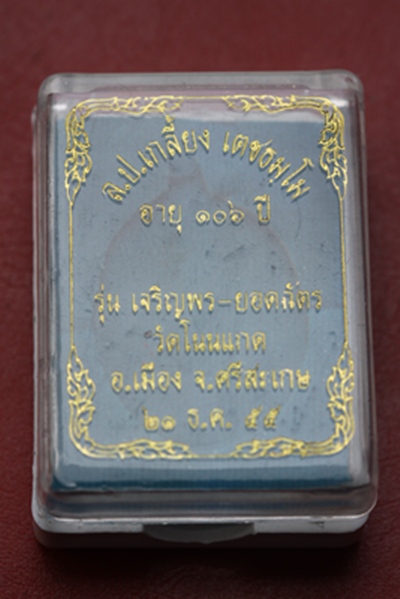 ล.ป.เกลี้ยง เตชธมฺโม
อายุ ๑๐๖ ปี
รุ่น เจริญพร-ยอดฉัตร
วัดโนนแกด
อ.เมือง จ.ศรีสะเกษ
๒๑ ธ.ค. ๕๕